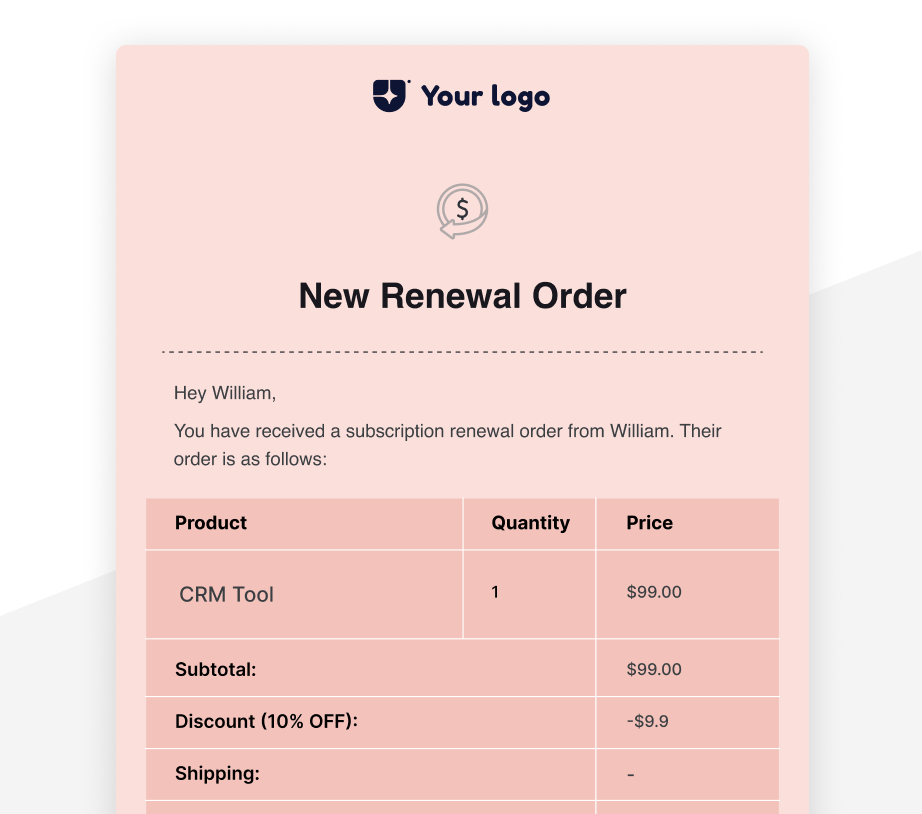 Your logo
$
New Renewal Order
Hey William,
You have received a subscription renewal order from William. Their
order is as follows:
Product Quantity Price
CRM Tool 1 $99.00
Subtotal: $99.00
Discount (10% OFF): -$9.9
Shipping: -